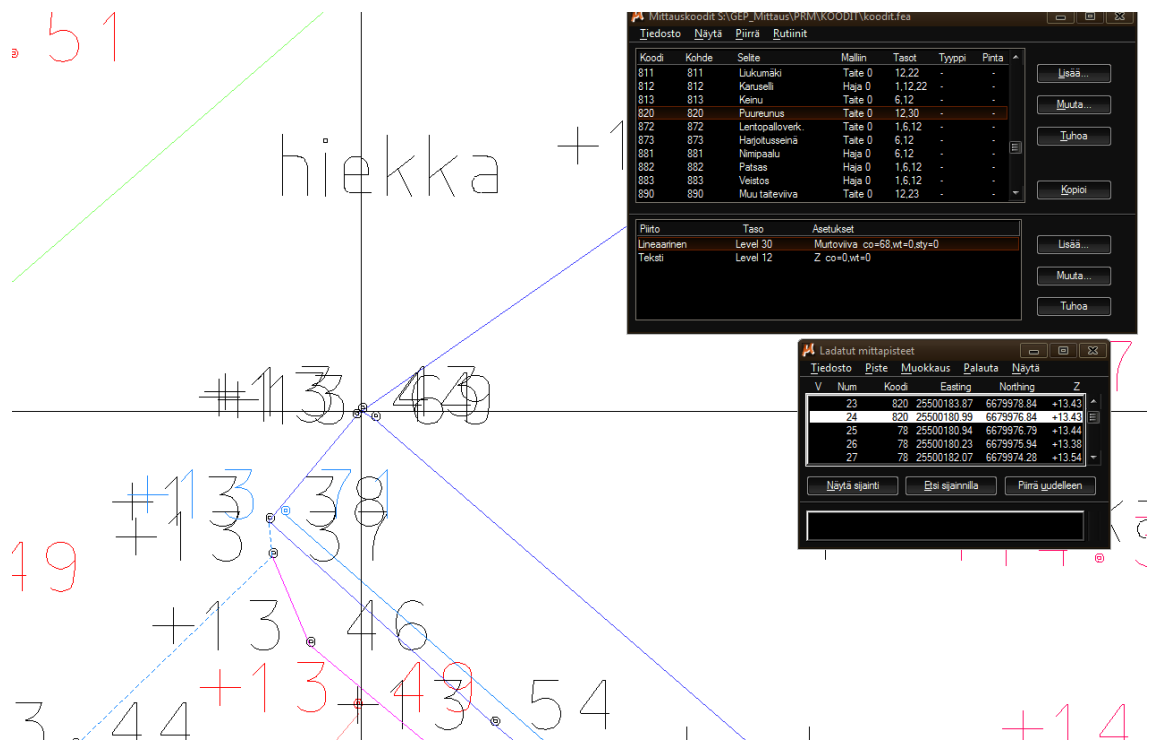 .51
hiekka
+1
Mittauskoodit S:\GEP_Mittaus\PRM\KOODIT\koodit.fea
Tiedosto Näytä Piirrä Rutiinit
Koodi Kohde Selite Malliin Tasot Tyyppi Pinta
811 811 Liukumäki Taite 0 12,22 - -
812 812 Karuselli Haja 0 1,12,22 - -
813 813 Keinu Taite 0 6,12 - -
820 820 Puureunus Taite 0 12,30 - -
872 872 Lentopalloverk. Taite 0 1,6,12 - -
873 873 Harjoitusseinä Taite 0 6,12 - -
881 881 Nimipaalu Haja 0 6,12 - -
882 882 Patsas Haja 0 1,6,12 - -
883 883 Veistos Haja 0 1,6,12 - -
890 890 Muu taiteviiva Taite 0 12,23 - -
Lisää...
Muuta...
Tuhoa
Kopioi
Piirto Taso Asetukset
Lineaarinen Level 30 Murtoviiva co=68,wt=0,sty=0
Teksti Level 12 Z co=0,wt=0
Lisää...
Muuta...
Tuhoa
Ladatut mittapisteet
Tiedosto Piste Muokkaus Palauta Näytä
V Num Koodi Easting Northing Z
23 820 25500183.87 6679978.84 +13.43
24 820 25500180.99 6679976.84 +13.43
25 78 25500180.94 6679976.79 +13.44
26 78 25500180.23 6679975.94 +13.38
27 78 25500182.07 6679974.28 +13.54
Näytä sijainti Etsi sijainnilla Piirrä uudelleen
+13 71
+13 38
+13 37
49
+13 46
+13 49
+13 54
3 44
+14